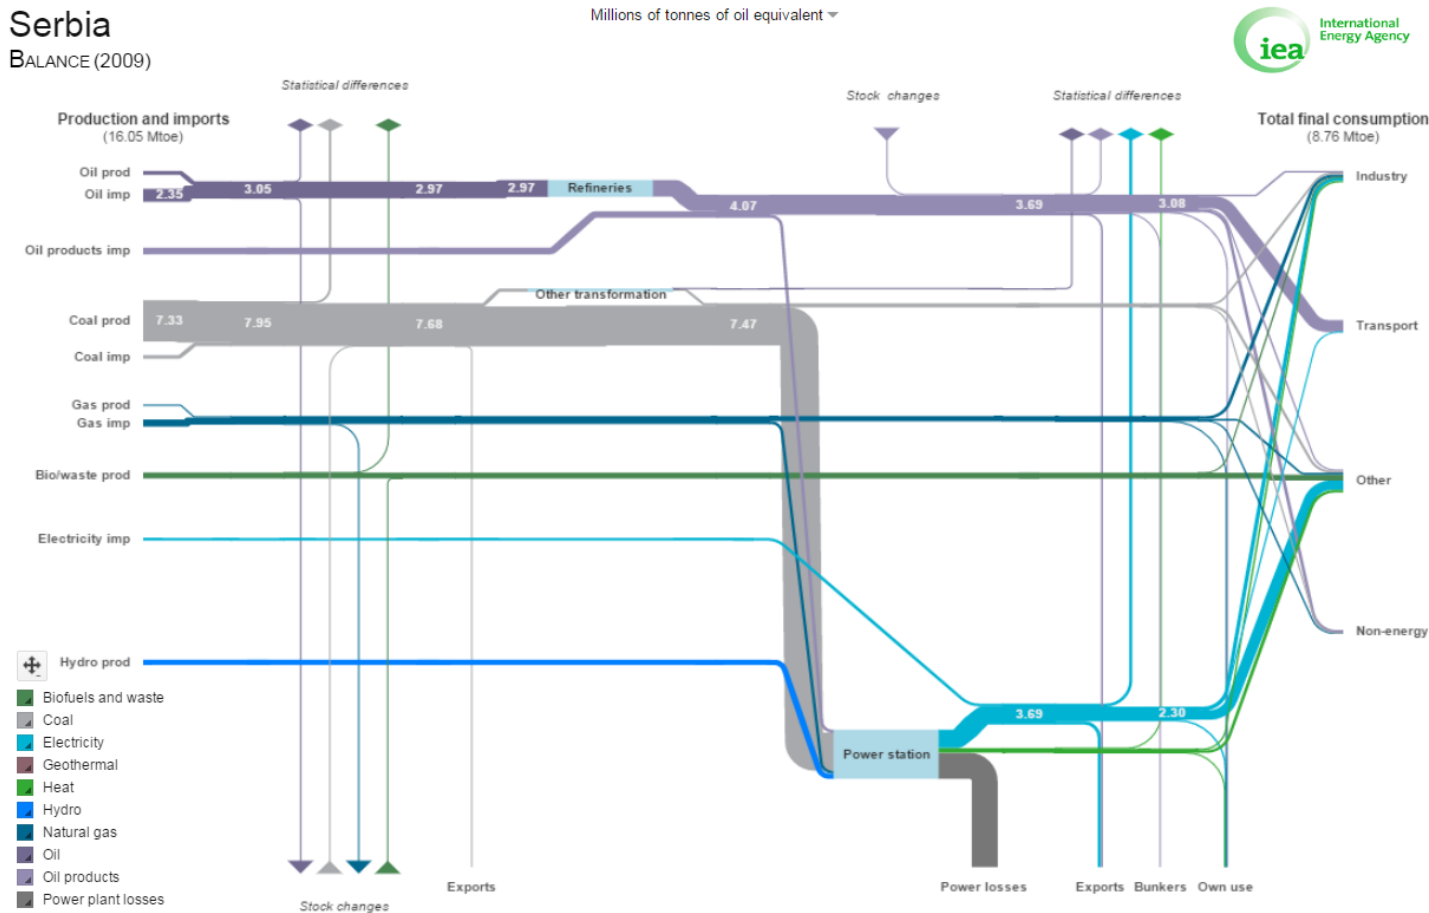 Serbia
BALANCE (2009)
Millions of tonnes of oil equivalent
iea
International
Energy Agency
Statistical differences
Stock changes
Statistical differences
Production and imports
(16.05 Mtoe)
Total final consumption
(8.76 Mtoe)
Oil prod
Oil imp
2.35
3.05
2.97
2.97
Refineries
4.07
3.69
3.08
Industry
Oil products imp
Other transformation
Coal prod
7.33
7.95
7.68
7.47
Transport
Coal imp
Gas prod
Gas imp
Bio/waste prod
Other
Electricity imp
Non-energy
Hydro prod
3.69
2.30
Power station
Biofuels and waste
Coal
Electricity
Geothermal
Heat
Hydro
Natural gas
Oil
Oil products
Power plant losses
Stock changes
Exports
Power losses
Exports
Bunkers
Own use